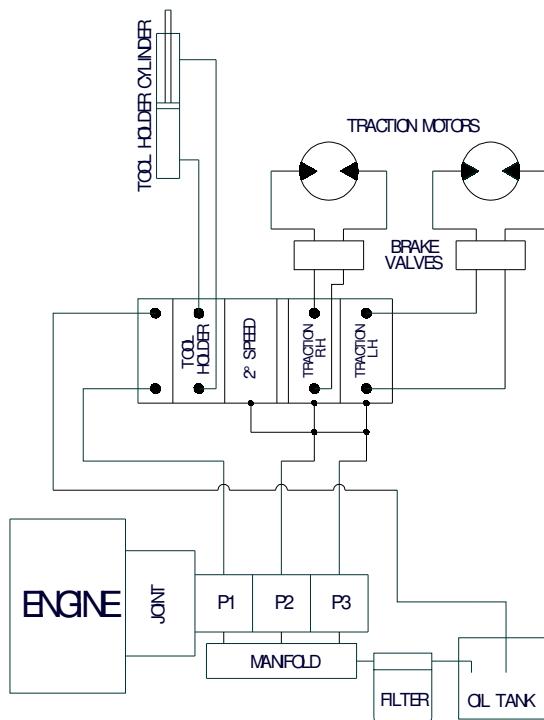 TOOL HOLDER CYLINDER
TRACTION MOTORS
BRAKE
VALVES
TOOL
HOLDER
2° SPEED
TRACTION
R.H.
TRACTION
L.H.
ENGINE
JOINT
P1
P2
P3
MANIFOLD
FILTER
OIL TANK